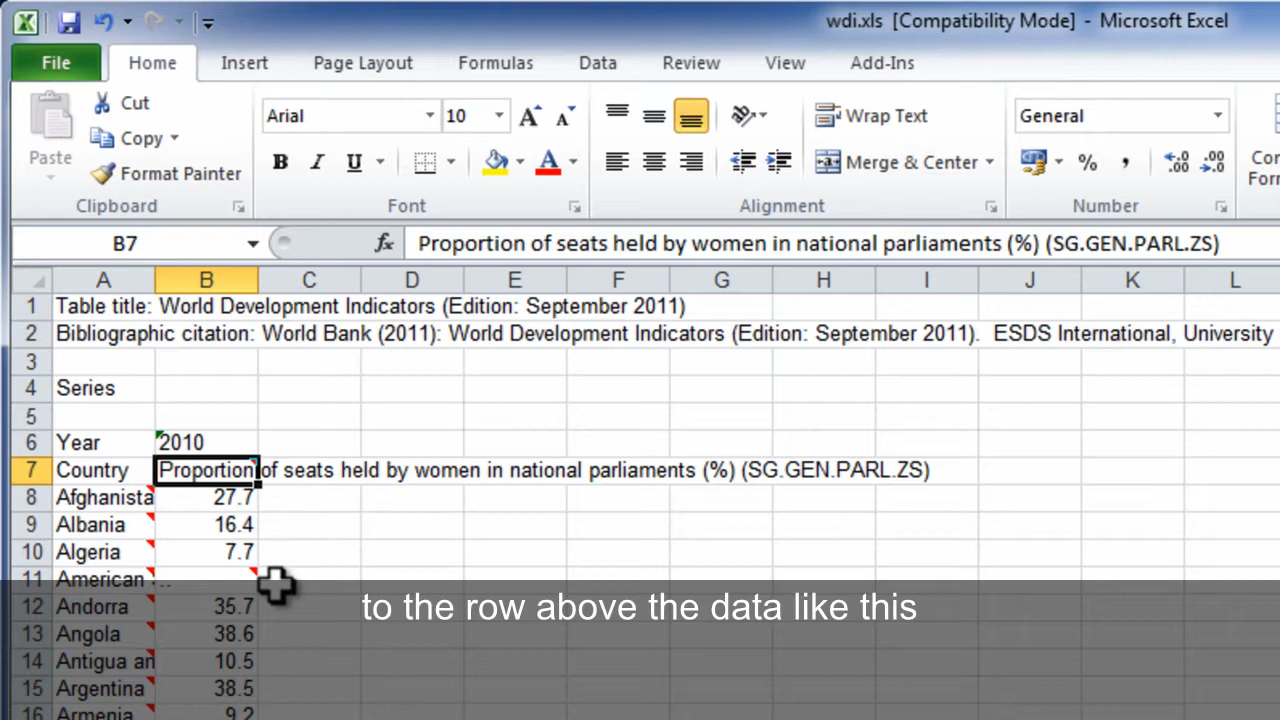 wdi.xls [Compatibility Mode] - Microsoft Excel
File Home Insert Page Layout Formulas Data Review View Add-Ins
Paste
Cut
Copy
Format Painter
Clipboard
Arial 10
B I U
Font
Wrap Text
Merge & Center
Alignment
General
%
Number
B7 fx Proportion of seats held by women in national parliaments (%) (SG.GEN.PARL.ZS)
A B C D E F G H I J K L
1 Table title: World Development Indicators (Edition: September 2011)
2 Bibliographic citation: World Bank (2011): World Development Indicators (Edition: September 2011). ESDS International, University
3
4 Series
5
6 Year 2010
7 Country Proportion of seats held by women in national parliaments (%) (SG.GEN.PARL.ZS)
8 Afghanista 27.7
9 Albania 16.4
10 Algeria 7.7
11 American ..
12 Andorra 35.7
13 Angola 38.6
14 Antigua an 10.5
15 Argentina 38.5
16 Armenia 9.2
to the row above the data like this